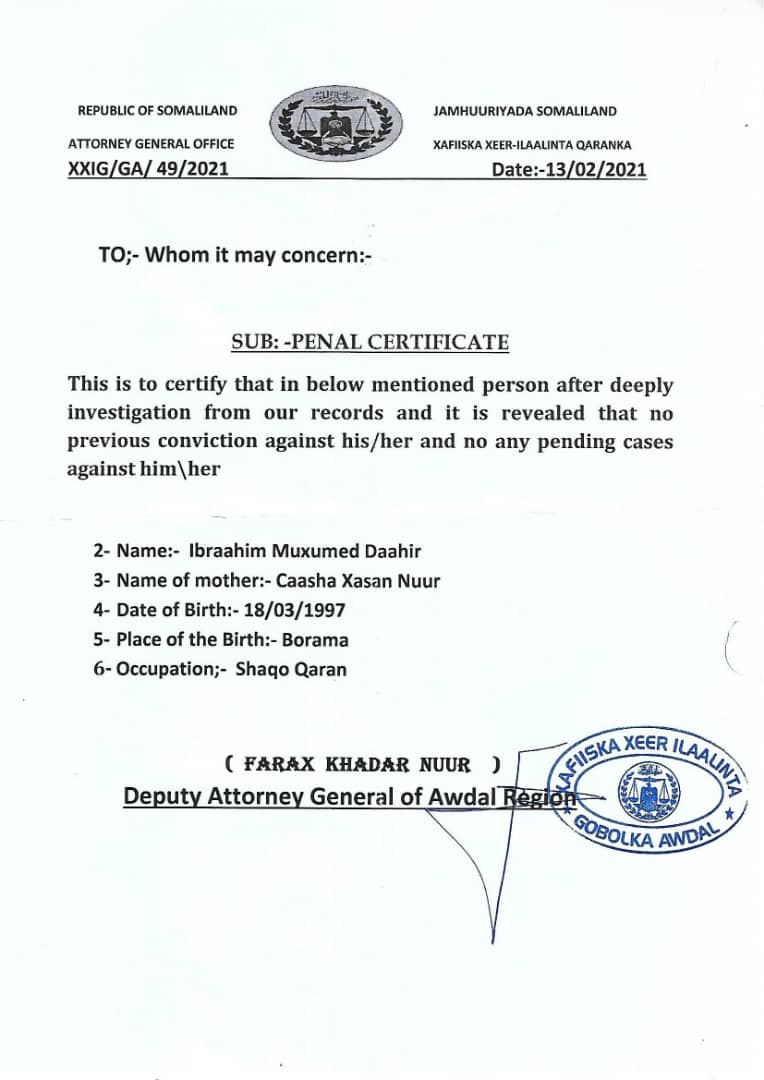 REPUBLIC OF SOMALILAND
JAMHUURIYADA SOMALILAND
ATTORNEY GENERAL OFFICE
XAFIISKA XEER-ILAALINTA QARANKA
XXIG/GA/ 49/2021
Date:-13/02/2021
TO;- Whom it may concern:-
SUB: -PENAL CERTIFICATE
This is to certify that in below mentioned person after deeply
investigation from our records and it is revealed that no
previous conviction against his/her and no any pending cases
against him\her
2- Name:- Ibraahim Muxumed Daahir
3- Name of mother:- Caasha Xasan Nuur
4- Date of Birth:- 18/03/1997
5- Place of the Birth:- Borama
6- Occupation;- Shaqo Qaran
( FARAX KHADAR NUUR )
Deputy Attorney General of Awdal Region
XAFIISKA XEER ILAALINTA
GOBOLKA AWDAL